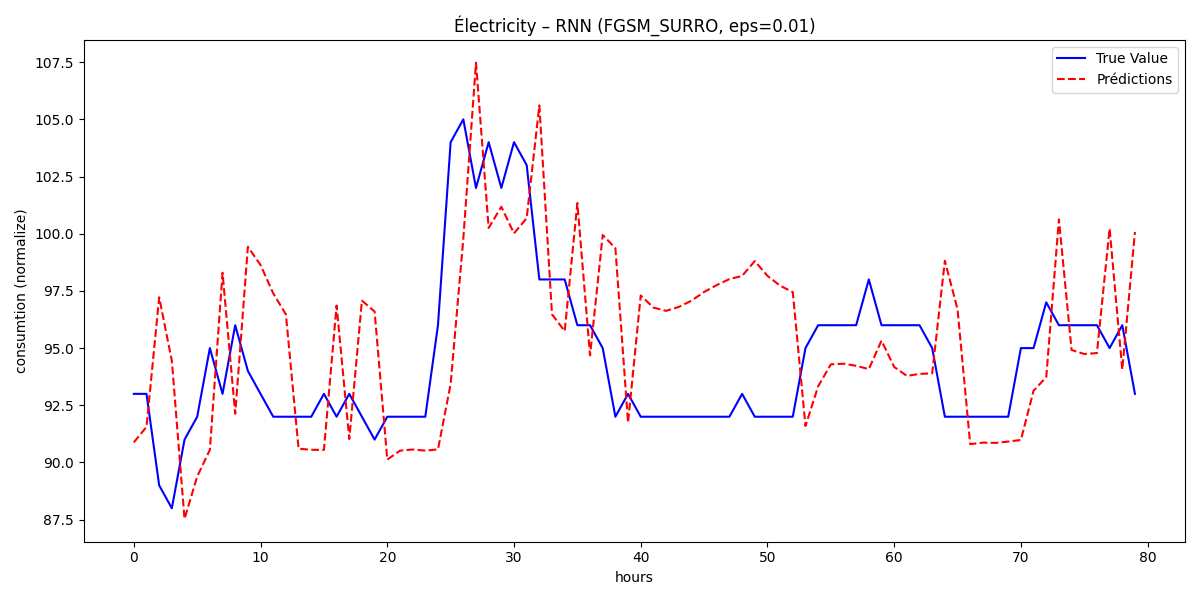 Électricity – RNN (FGSM_SURRO, eps=0.01)
True Value
Prédictions
consumtion (normalize)
107.5
105.0
102.5
100.0
97.5
95.0
92.5
90.0
87.5
0 10 20 30 40 50 60 70 80
hours